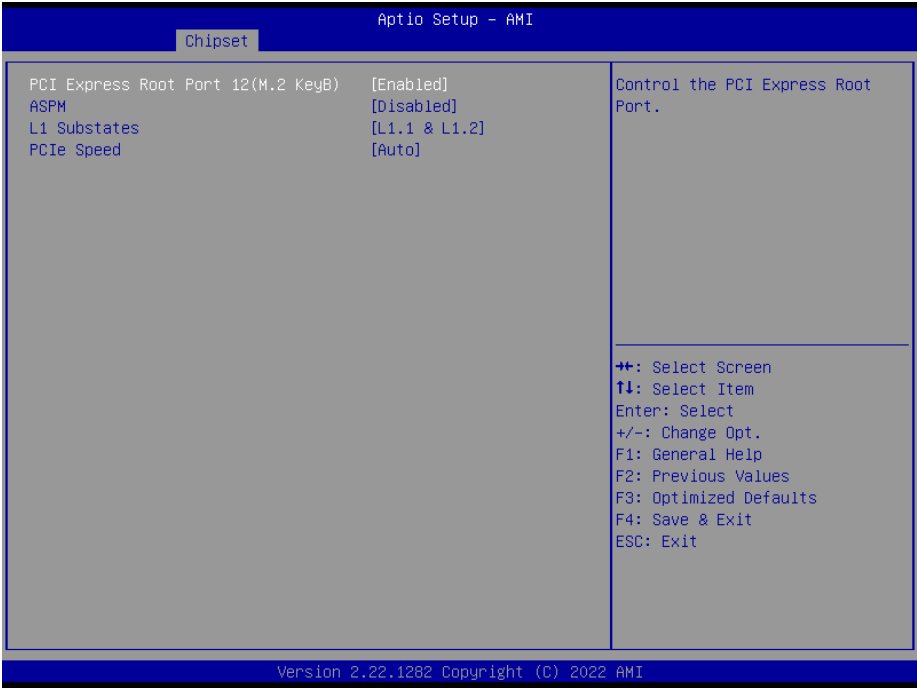 Aptio Setup – AMI
Chipset
PCI Express Root Port 12(M.2 KeyB) [Enabled]
ASPM [Disabled]
L1 Substates [L1.1 & L1.2]
PCIe Speed [Auto]
Control the PCI Express Root
Port.
→←: Select Screen
↑↓: Select Item
Enter: Select
+/-: Change Opt.
F1: General Help
F2: Previous Values
F3: Optimized Defaults
F4: Save & Exit
ESC: Exit
Version 2.22.1282 Copyright (C) 2022 AMI